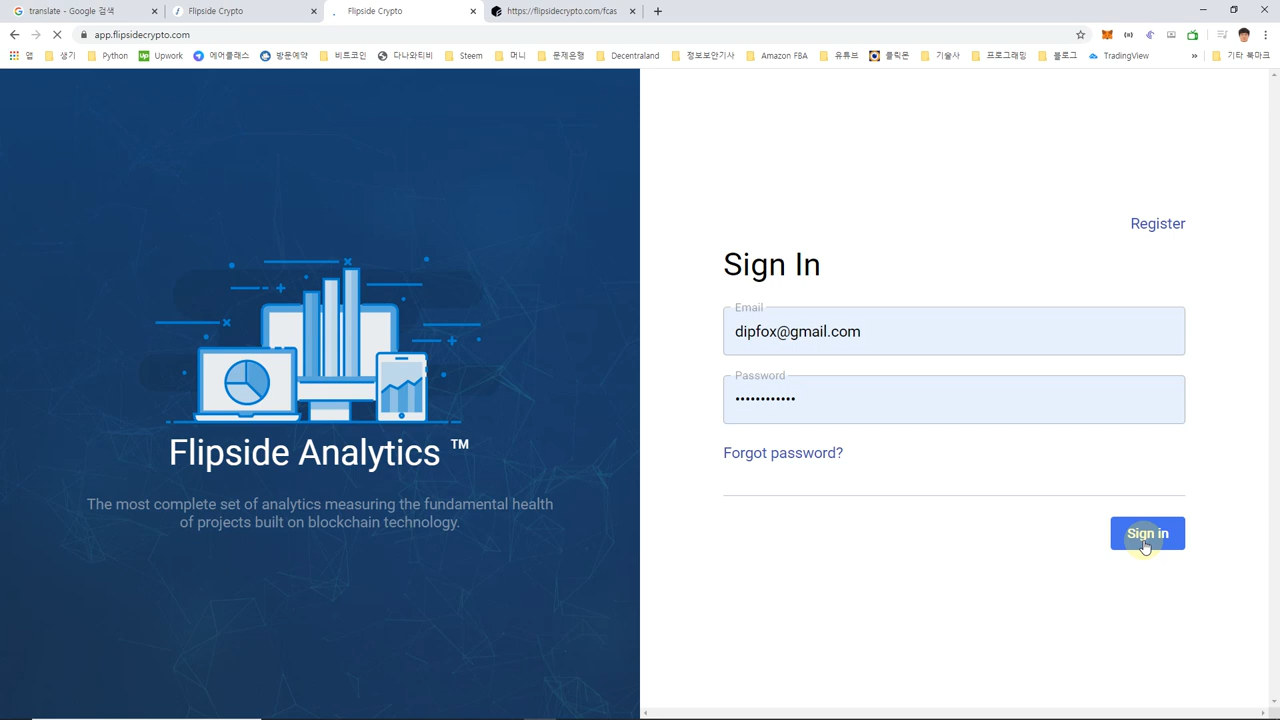 translate - Google 검색
Flipside Crypto
Flipside Crypto
https://flipsidecrypto.com/fcas
app.flipsidecrypto.com
앱
생기
Python
Upwork
에어클래스
방문예약
비트코인
다나와티비
Steem
머니
문제은행
Decentraland
정보보안기사
Amazon FBA
유튜브
클릭몬
기술사
프로그래밍
블로그
TradingView
»
기타 북마크
Register
Sign In
Email
dipfox@gmail.com
Password
••••••••••••
Forgot password?
Sign in
Flipside Analytics ™
The most complete set of analytics measuring the fundamental health
of projects built on blockchain technology.